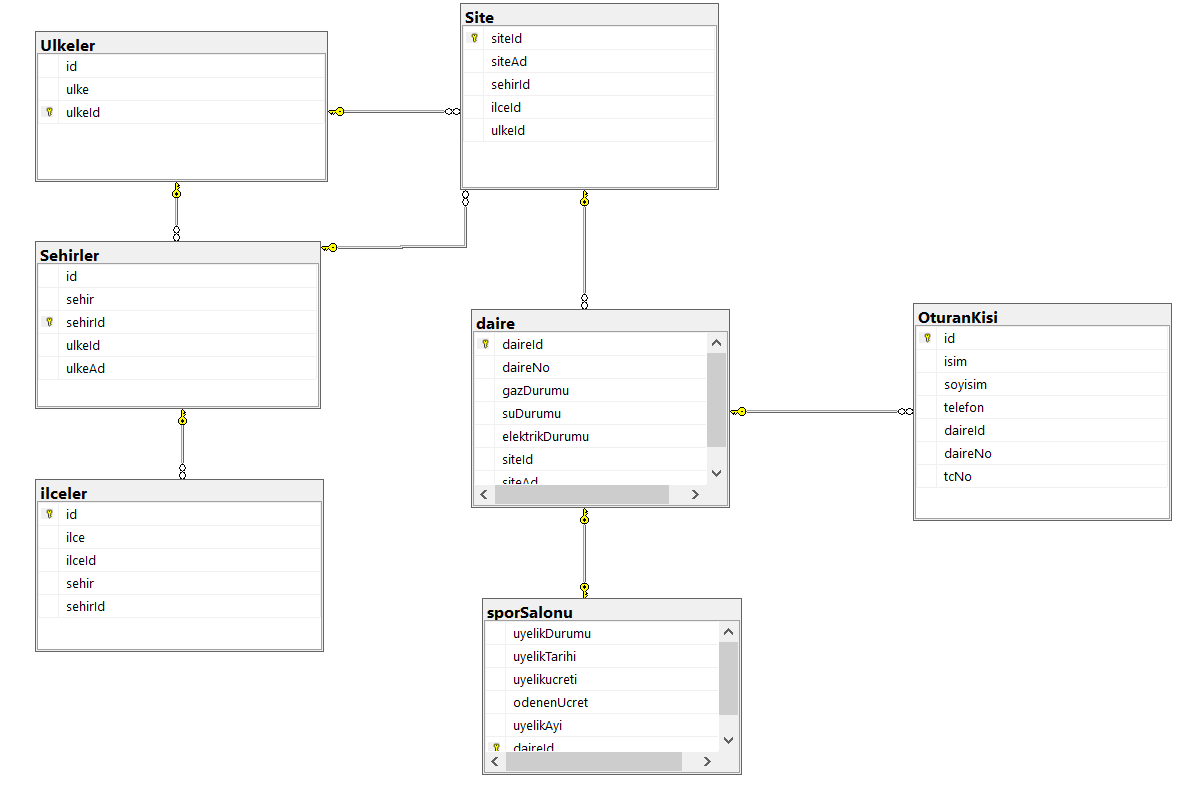 Ulkeler
id
ulke
ulkeId
Site
siteId
siteAd
sehirId
ilceId
ulkeId
Sehirler
id
sehir
sehirId
ulkeId
ulkeAd
daire
daireId
daireNo
gazDurumu
suDurumu
elektrikDurumu
siteId
siteAd
OturanKisi
id
isim
soyisim
telefon
daireId
daireNo
tcNo
ilceler
id
ilce
ilceId
sehir
sehirId
sporSalonu
uyelikDurumu
uyelikTarihi
uyelikucreti
odenenUcret
uyelikAyi
daireId